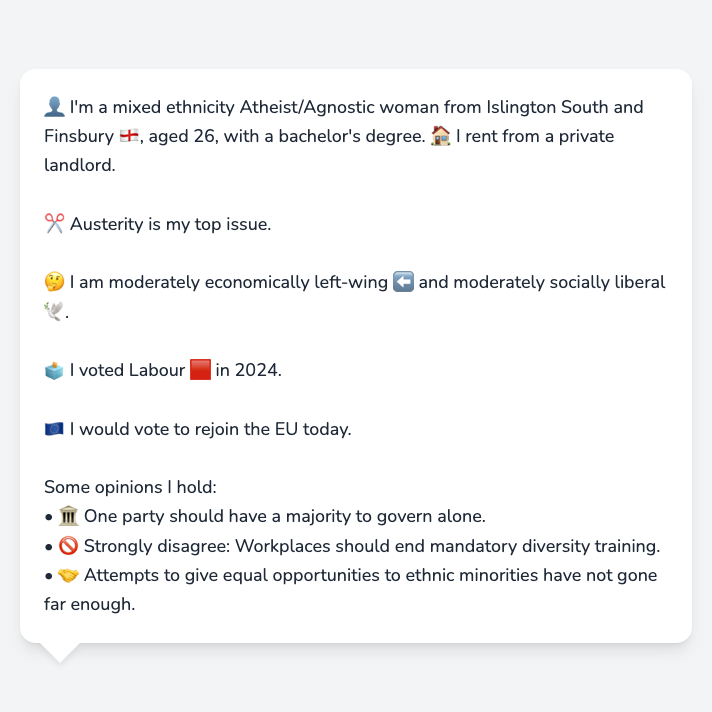 👤 I'm a mixed ethnicity Atheist/Agnostic woman from Islington South and
Finsbury 🏴󠁧󠁢󠁥󠁮󠁧󠁿, aged 26, with a bachelor's degree. 🏠 I rent from a private
landlord.
✂️ Austerity is my top issue.
🤔 I am moderately economically left-wing ⬅️ and moderately socially liberal
🕊️.
🗳️ I voted Labour 🟥 in 2024.
🇪🇺 I would vote to rejoin the EU today.
Some opinions I hold:
• 🏛️ One party should have a majority to govern alone.
• 🚫 Strongly disagree: Workplaces should end mandatory diversity training.
• 🤝 Attempts to give equal opportunities to ethnic minorities have not gone
far enough.